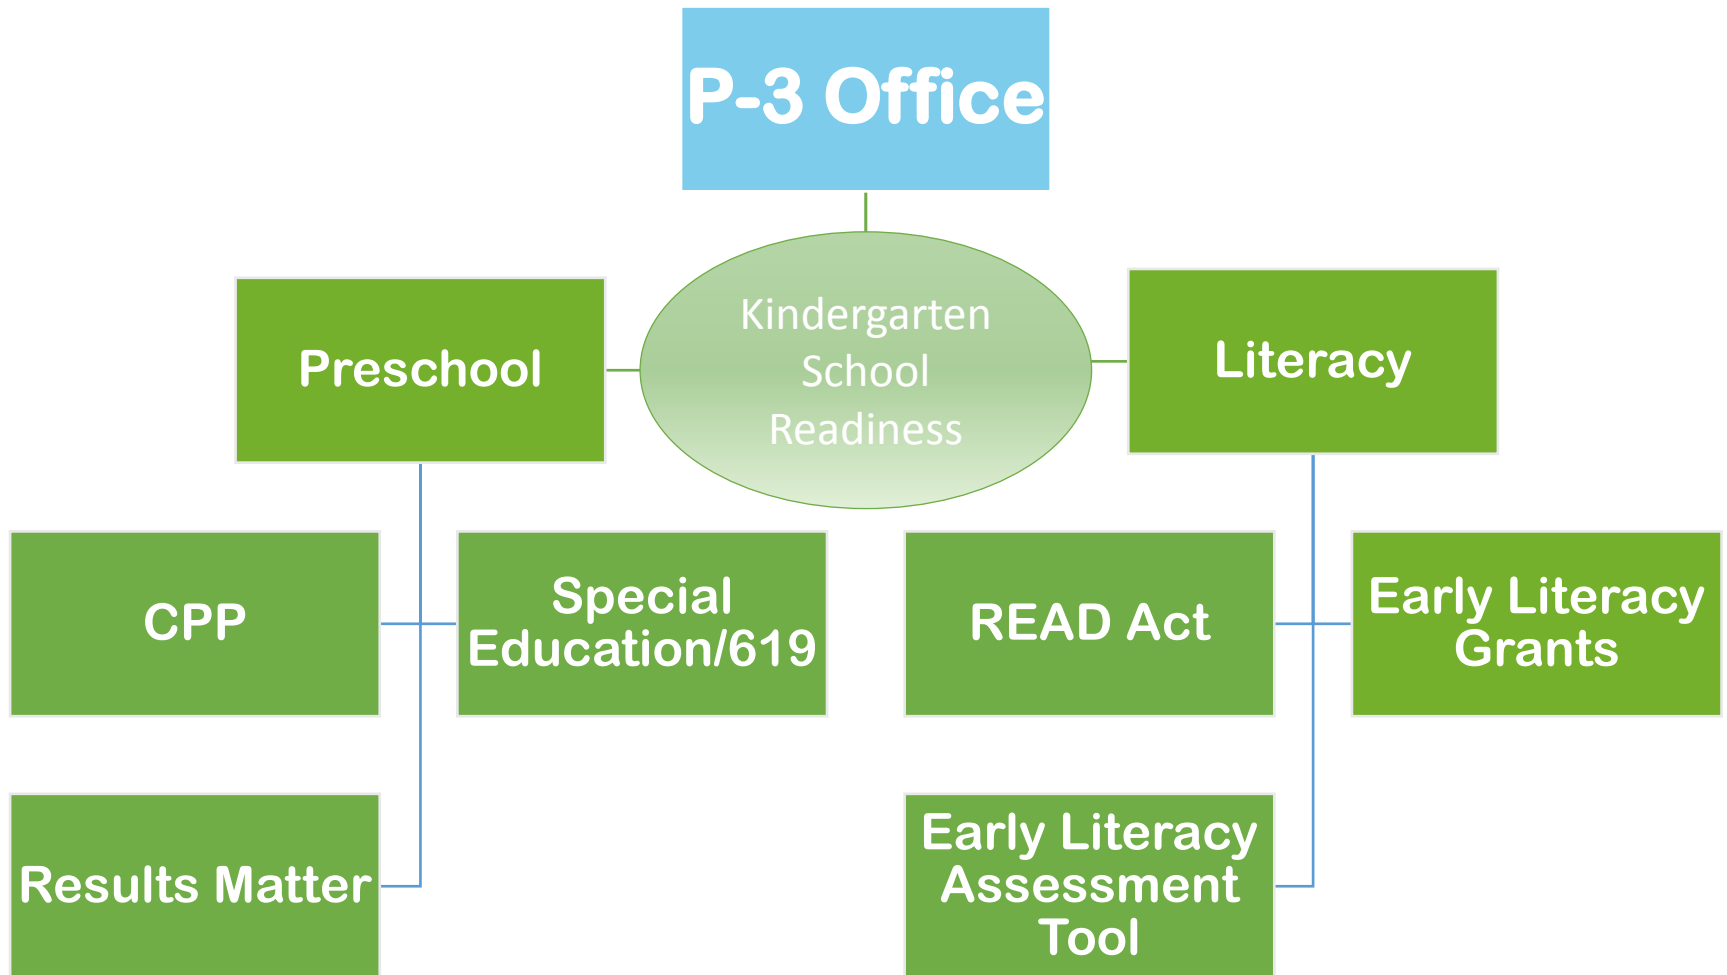 P-3 Office
Kindergarten
School
Readiness
Preschool
Literacy
CPP
Special
Education/619
READ Act
Early Literacy
Grants
Results Matter
Early Literacy
Assessment
Tool